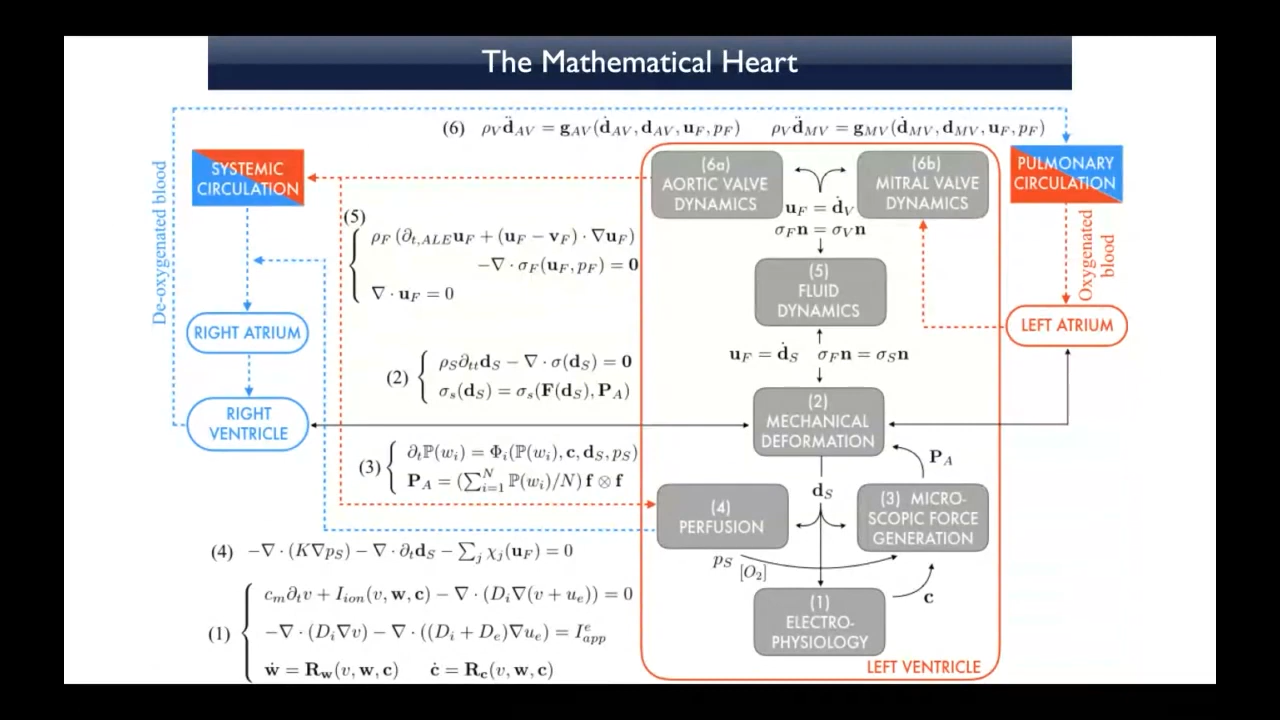 The Mathematical Heart
(6) ρ_V d̈_AV = g_AV(ḋ_AV, d_AV, u_F, p_F) ρ_V d̈_MV = g_MV(ḋ_MV, d_MV, u_F, p_F)
De-oxygenated blood
SYSTEMIC
CIRCULATION
(6a)
AORTIC VALVE
DYNAMICS
(6b)
MITRAL VALVE
DYNAMICS
PULMONARY
CIRCULATION
u_F = ḋ_V
σ_F n = σ_V n
(5)
ρ_F (∂_{t,ALE} u_F + (u_F − v_F) · ∇u_F)
−∇ · σ_F(u_F, p_F) = 0
∇ · u_F = 0
(5)
FLUID
DYNAMICS
Oxygenated
blood
RIGHT ATRIUM
LEFT ATRIUM
u_F = ḋ_S σ_F n = σ_S n
(2)
ρ_S ∂_tt d_S − ∇ · σ(d_S) = 0
σ_s(d_S) = σ_s(F(d_S), P_A)
RIGHT
VENTRICLE
(2)
MECHANICAL
DEFORMATION
(3)
∂_t ℙ(w_i) = Φ_i(ℙ(w_i), c, d_S, p_S)
P_A = (∑_{i=1}^N ℙ(w_i)/N) f ⊗ f
P_A
d_S
(4)
PERFUSION
(3) MICRO-
SCOPIC FORCE
GENERATION
(4) −∇ · (K∇p_S) − ∇ · ∂_t d_S − ∑_j χ_j(u_F) = 0
p_S [O_2]
c
(1)
c_m ∂_t v + I_ion(v, w, c) − ∇ · (D_i∇(v + u_e)) = 0
−∇ · (D_i∇v) − ∇ · ((D_i + D_e)∇u_e) = I^e_app
ẇ = R_w(v, w, c) ċ = R_c(v, w, c)
(1)
ELECTRO-
PHYSIOLOGY
LEFT VENTRICLE